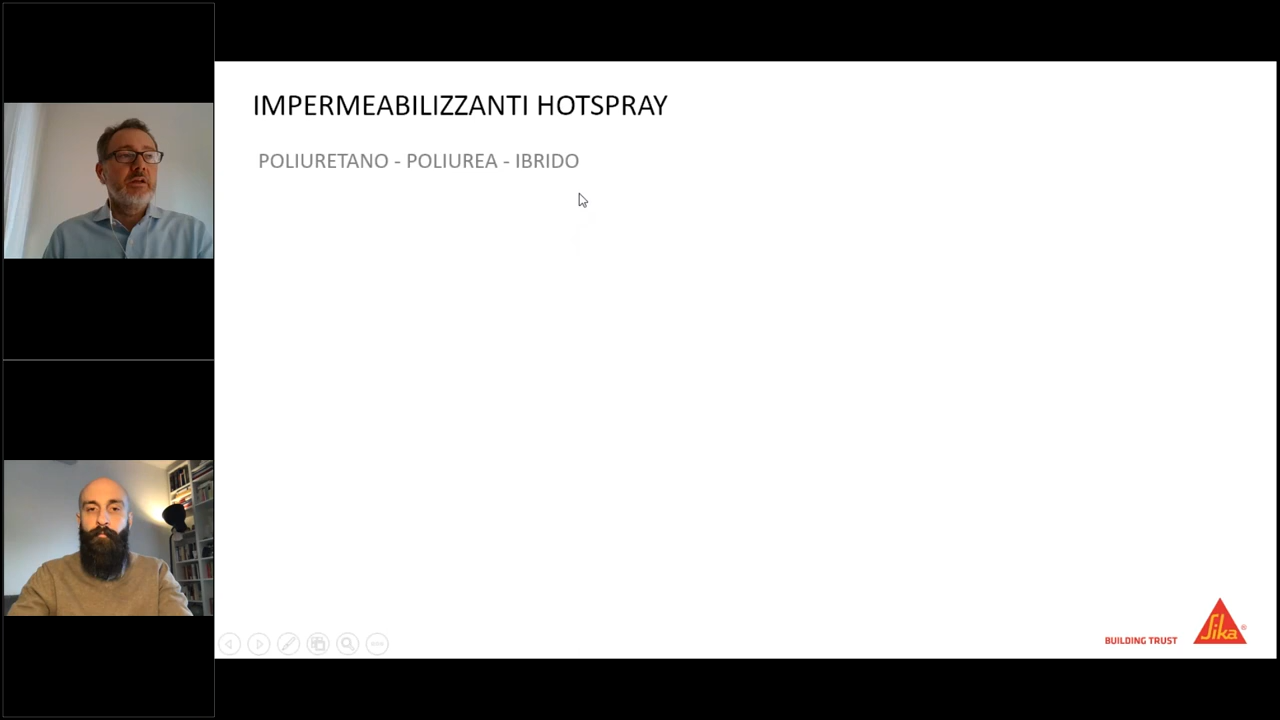 IMPERMEABILIZZANTI HOTSPRAY
POLIURETANO - POLIUREA - IBRIDO
BUILDING TRUST
Sika®